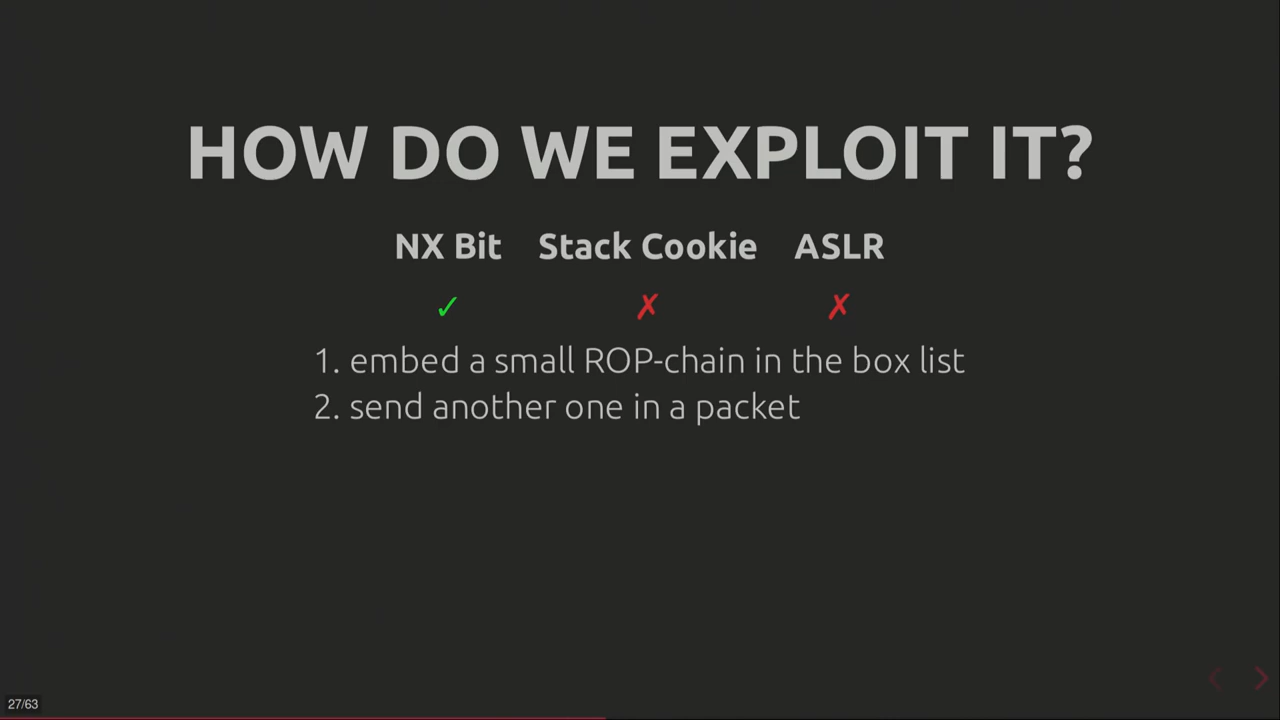 HOW DO WE EXPLOIT IT?
NX Bit Stack Cookie ASLR
✓ ✗ ✗
1. embed a small ROP-chain in the box list
2. send another one in a packet
27/63